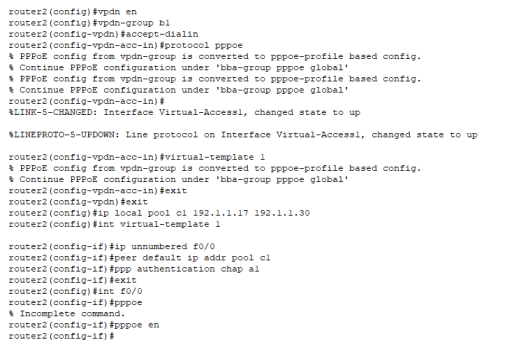 router2(config)#vpdn en
router2(config)#vpdn-group b1
router2(config-vpdn)#accept-dialin
router2(config-vpdn-acc-in)#protocol pppoe
% PPPoE config from vpdn-group is converted to pppoe-profile based config.
% Continue PPPoE configuration under 'bba-group pppoe global'
% PPPoE config from vpdn-group is converted to pppoe-profile based config.
% Continue PPPoE configuration under 'bba-group pppoe global'
router2(config-vpdn-acc-in)#
%LINK-5-CHANGED: Interface Virtual-Access1, changed state to up
%LINEPROTO-5-UPDOWN: Line protocol on Interface Virtual-Access1, changed state to up
router2(config-vpdn-acc-in)#virtual-template 1
% PPPoE config from vpdn-group is converted to pppoe-profile based config.
% Continue PPPoE configuration under 'bba-group pppoe global'
router2(config-vpdn-acc-in)#exit
router2(config-vpdn)#exit
router2(config)#ip local pool c1 192.1.1.17 192.1.1.30
router2(config)#int virtual-template 1
router2(config-if)#ip unnumbered f0/0
router2(config-if)#peer default ip addr pool c1
router2(config-if)#ppp authentication chap a1
router2(config-if)#exit
router2(config)#int f0/0
router2(config-if)#pppoe
% Incomplete command.
router2(config-if)#pppoe en
router2(config-if)#